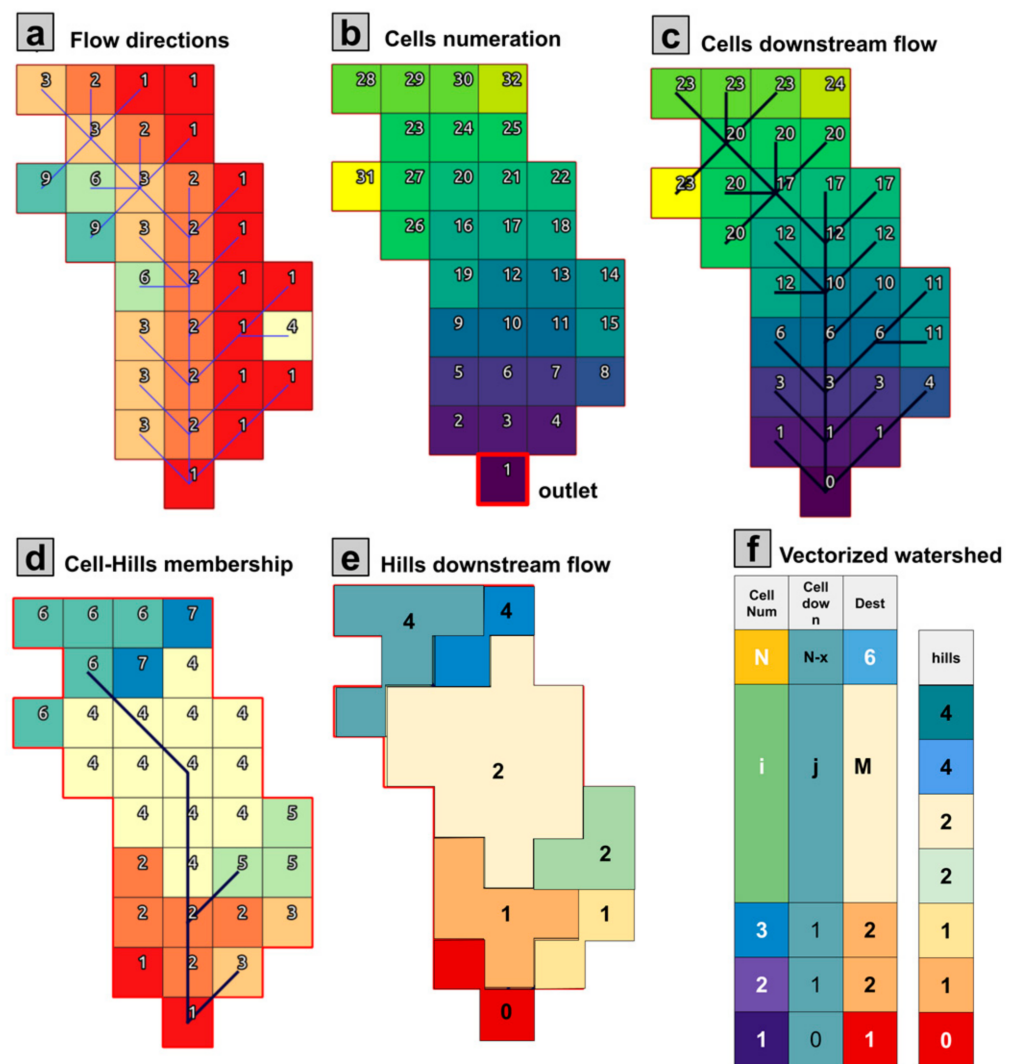 a Flow directions
3 2 1 1
3 2 1
9 6 3 2 1
9 3 2 1
6 2 1 1
3 2 1 4
3 2 1 1
3 2 1
1
b Cells numeration
28 29 30 32
23 24 25
31 27 20 21 22
26 16 17 18
19 12 13 14
9 10 11 15
5 6 7 8
2 3 4
1
outlet
c Cells downstream flow
23 23 23 24
20 20 20
23 20 17 17 17
20 12 12 12
12 10 10 11
6 6 6 11
3 3 3 4
1 1 1
0
d Cell-Hills membership
6 6 6 7
6 7 4
6 4 4 4 4
4 4 4 4
4 4 4 5
2 4 5 5
2 2 2 3
1 2 3
1
e Hills downstream flow
4 4
2
2
1 1
0
f Vectorized watershed
Cell
Num
Cell
dow
n
Dest
N N-x 6
i j M
3 1 2
2 1 2
1 0 1
hills
4
4
2
2
1
1
0